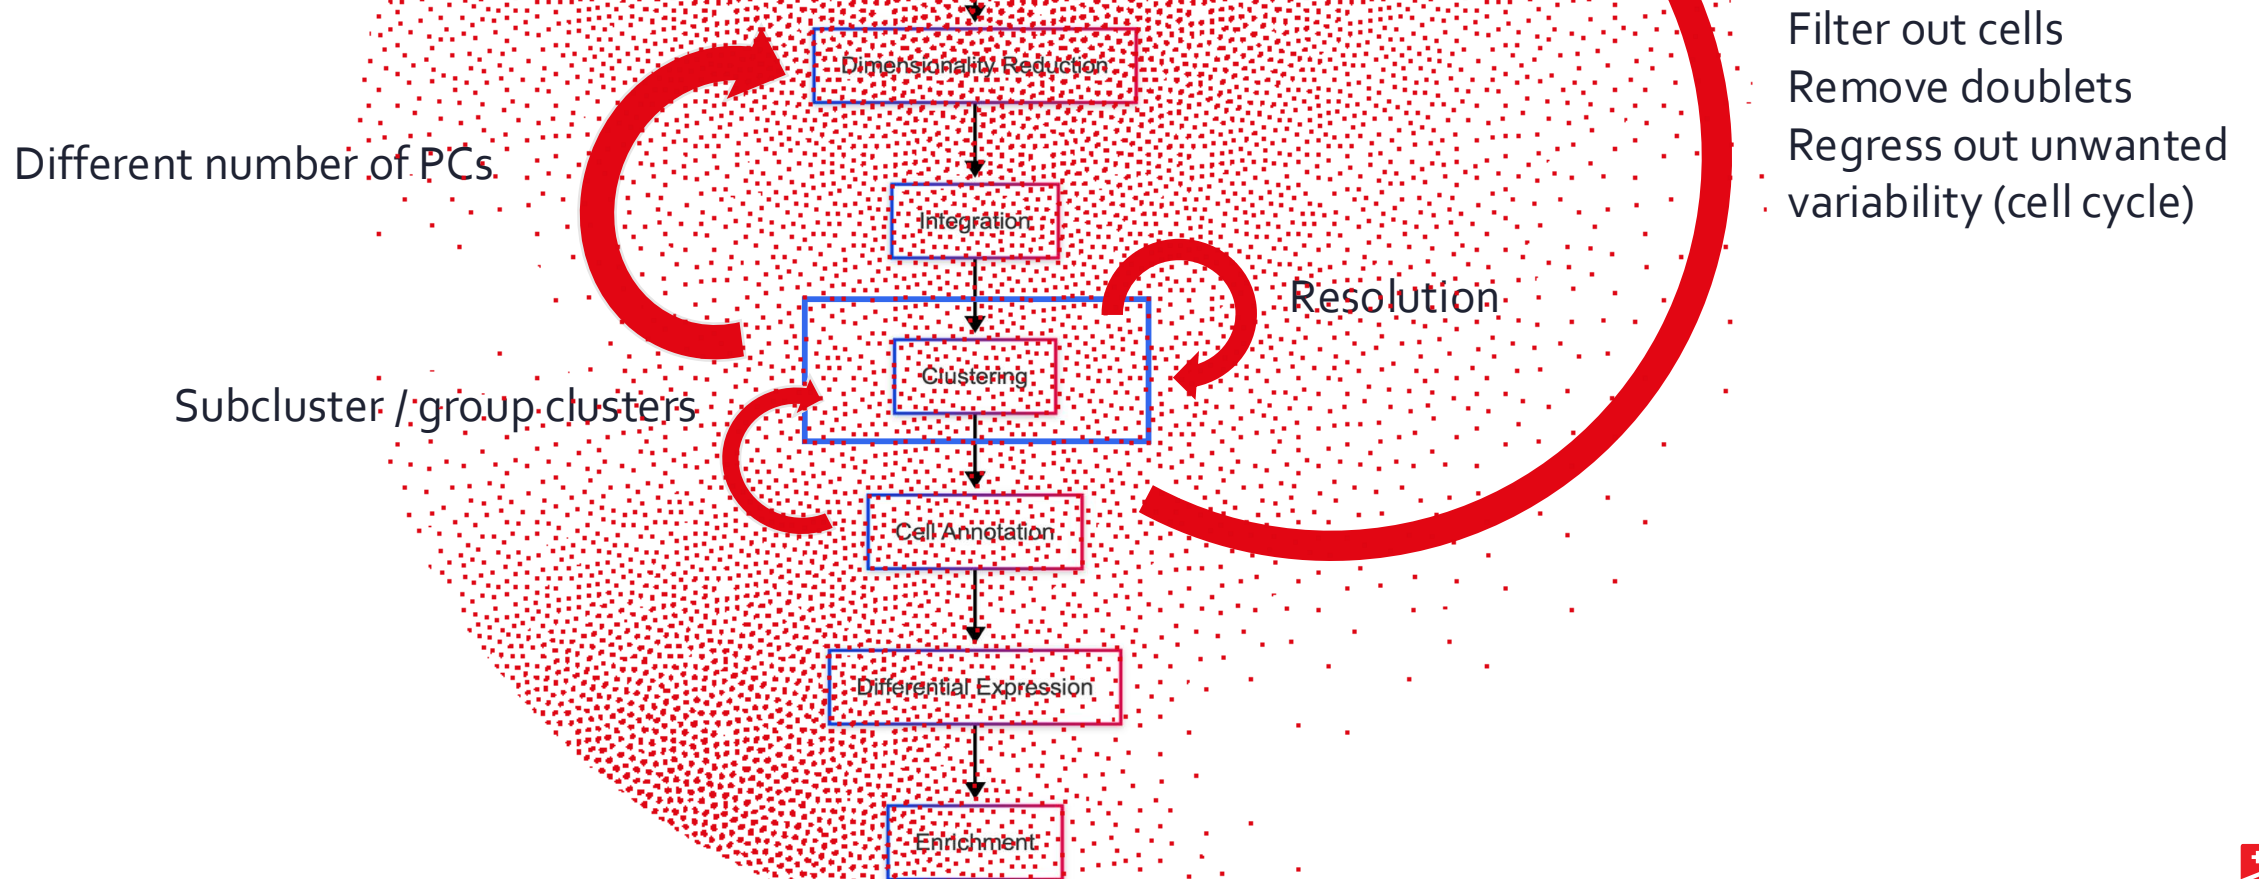 Filter out cells
Remove doublets
Regress out unwanted
variability (cell cycle)
Dimensionality Reduction
Different number of PCs
Integration
Resolution
Clustering
Subcluster / group clusters
Cell Annotation
Differential Expression
Enrichment